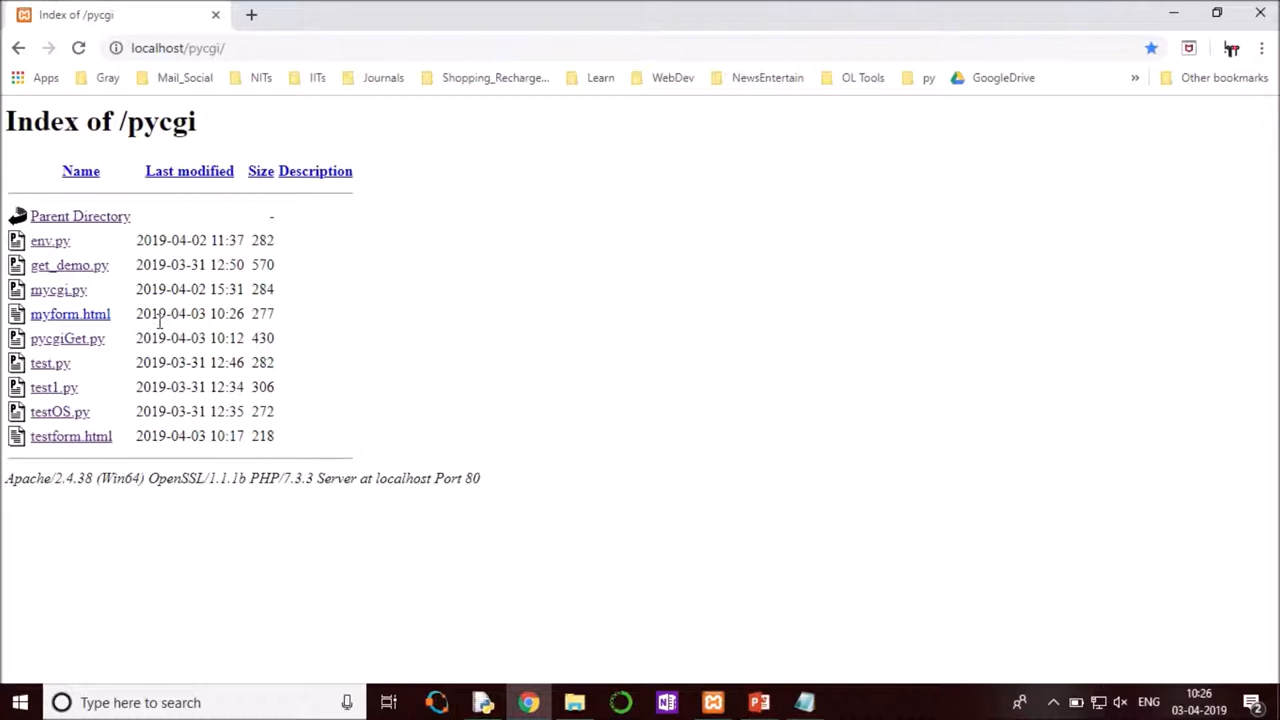 Index of /pycgi
localhost/pycgi/
Apps Gray Mail_Social NITs IITs Journals Shopping_Recharge... Learn WebDev NewsEntertain OL Tools py GoogleDrive » Other bookmarks
Index of /pycgi
Name Last modified Size Description
Parent Directory -
env.py 2019-04-02 11:37 282
get_demo.py 2019-03-31 12:50 570
mycgi.py 2019-04-02 15:31 284
myform.html 2019-04-03 10:26 277
pycgiGet.py 2019-04-03 10:12 430
test.py 2019-03-31 12:46 282
test1.py 2019-03-31 12:34 306
testOS.py 2019-03-31 12:35 272
testform.html 2019-04-03 10:17 218
Apache/2.4.38 (Win64) OpenSSL/1.1.1b PHP/7.3.3 Server at localhost Port 80
Type here to search
ENG
10:26
03-04-2019
2